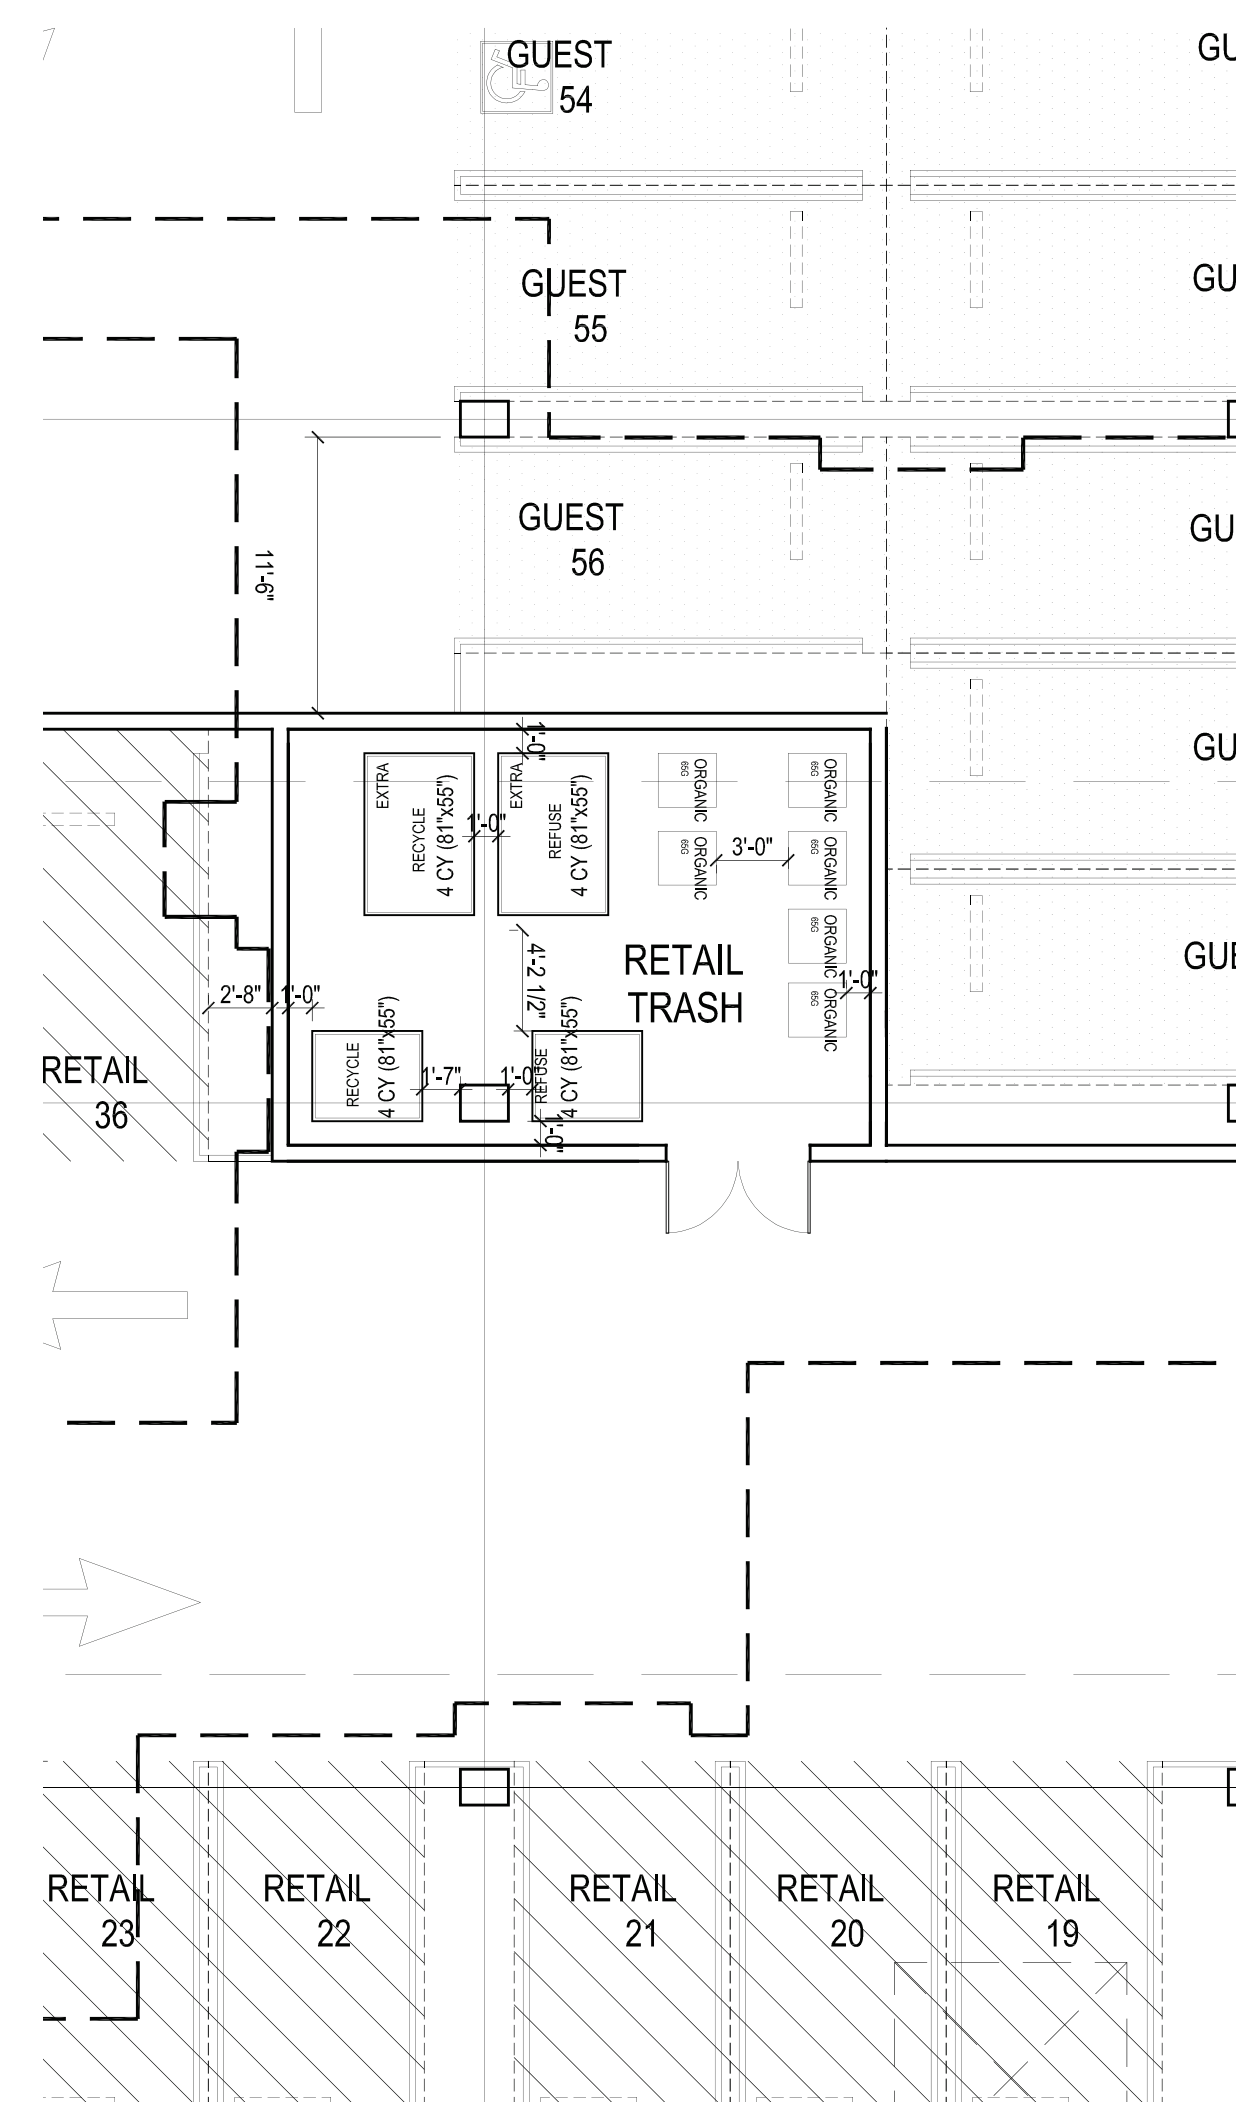 GUEST
54
GU
GUEST
55
GU
GUEST
56
GU
11'-6"
1'-0"
EXTRA
RECYCLE
4 CY (81"x55")
1'-0"
EXTRA
REFUSE
4 CY (81"x55")
ORGANIC
65G
ORGANIC
65G
GU
ORGANIC
65G
3'-0"
ORGANIC
65G
ORGANIC
65G
4'-2 1/2"
RETAIL
TRASH
GUE
2'-8"
1'-0"
1'-0"
ORGANIC
65G
RETAIL
36
RECYCLE
4 CY (81"x55")
1'-7"
1'-0"
REFUSE
4 CY (81"x55")
1'-0"
RETAIL
23
RETAIL
22
RETAIL
21
RETAIL
20
RETAIL
19